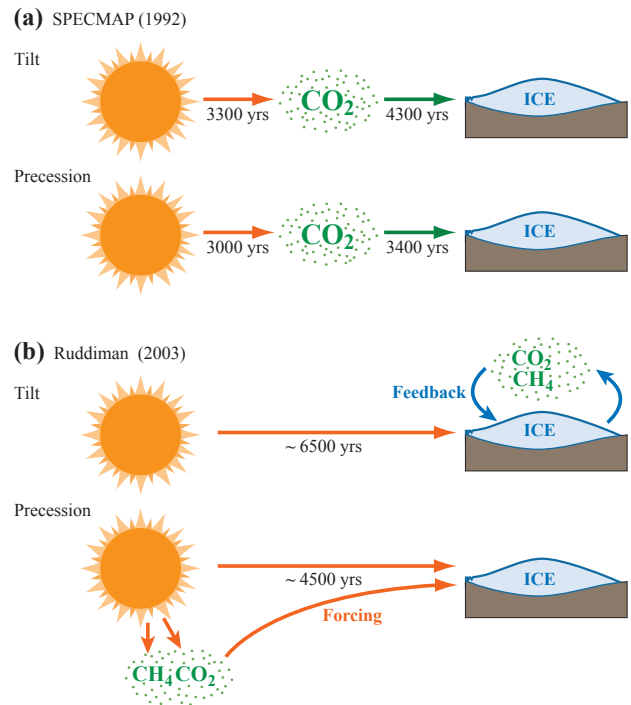 (a) SPECMAP (1992)
Tilt
CO2
ICE
3300 yrs
4300 yrs
Precession
CO2
ICE
3000 yrs
3400 yrs
(b) Ruddiman (2003)
Tilt
CO2
CH4
Feedback
ICE
~ 6500 yrs
Precession
ICE
~ 4500 yrs
Forcing
CH4 CO2